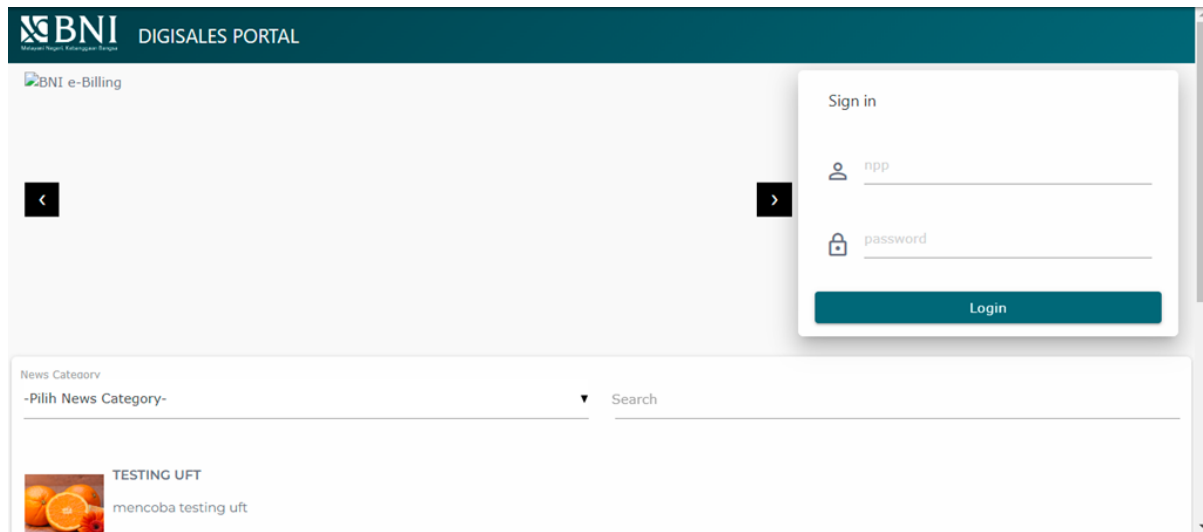 BNI
Melayani Negeri, Kebanggaan Bangsa
DIGISALES PORTAL
BNI e-Billing
Sign in
npp
password
Login
News Category
-Pilih News Category-
Search
TESTING UFT
mencoba testing uft